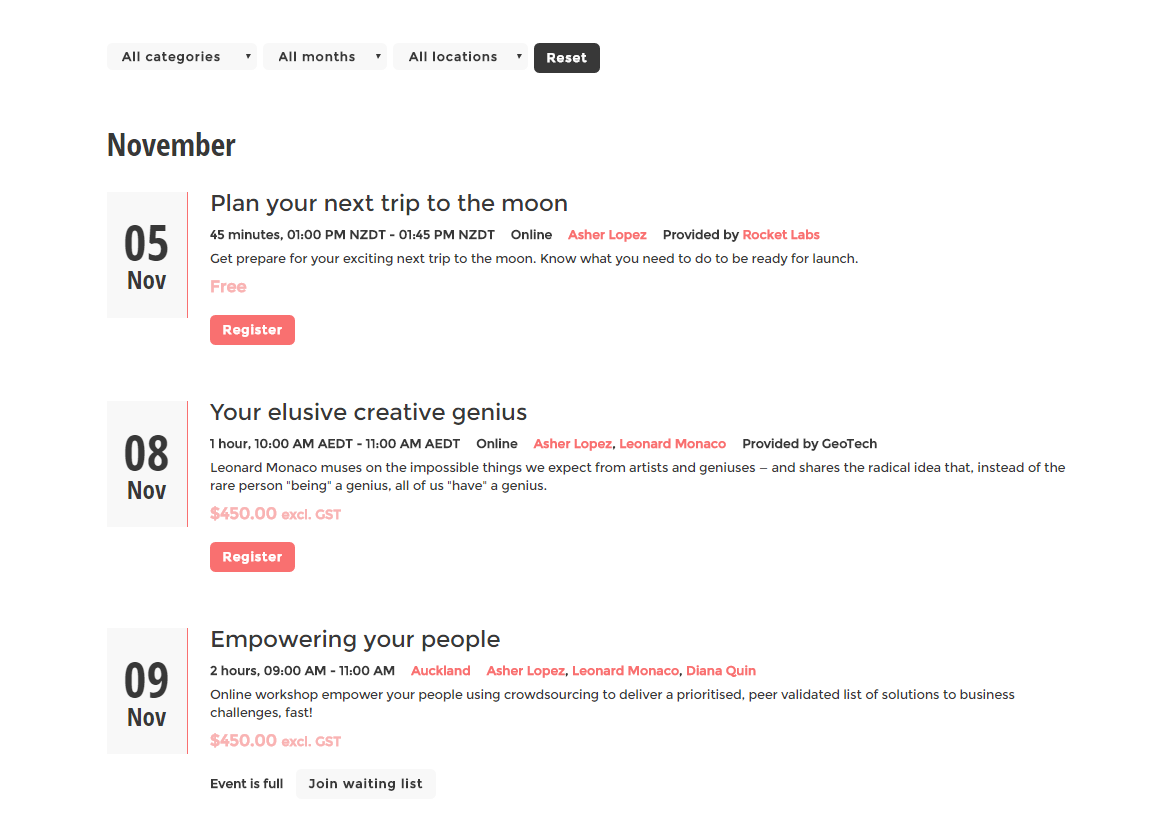 All categories ▾ All months ▾ All locations ▾ Reset
November
05
Nov
Plan your next trip to the moon
45 minutes, 01:00 PM NZDT - 01:45 PM NZDT Online Asher Lopez Provided by Rocket Labs
Get prepare for your exciting next trip to the moon. Know what you need to do to be ready for launch.
Free
Register
08
Nov
Your elusive creative genius
1 hour, 10:00 AM AEDT - 11:00 AM AEDT Online Asher Lopez, Leonard Monaco Provided by GeoTech
Leonard Monaco muses on the impossible things we expect from artists and geniuses – and shares the radical idea that, instead of the
rare person "being" a genius, all of us "have" a genius.
$450.00 excl. GST
Register
09
Nov
Empowering your people
2 hours, 09:00 AM - 11:00 AM Auckland Asher Lopez, Leonard Monaco, Diana Quin
Online workshop empower your people using crowdsourcing to deliver a prioritised, peer validated list of solutions to business
challenges, fast!
$450.00 excl. GST
Event is full Join waiting list